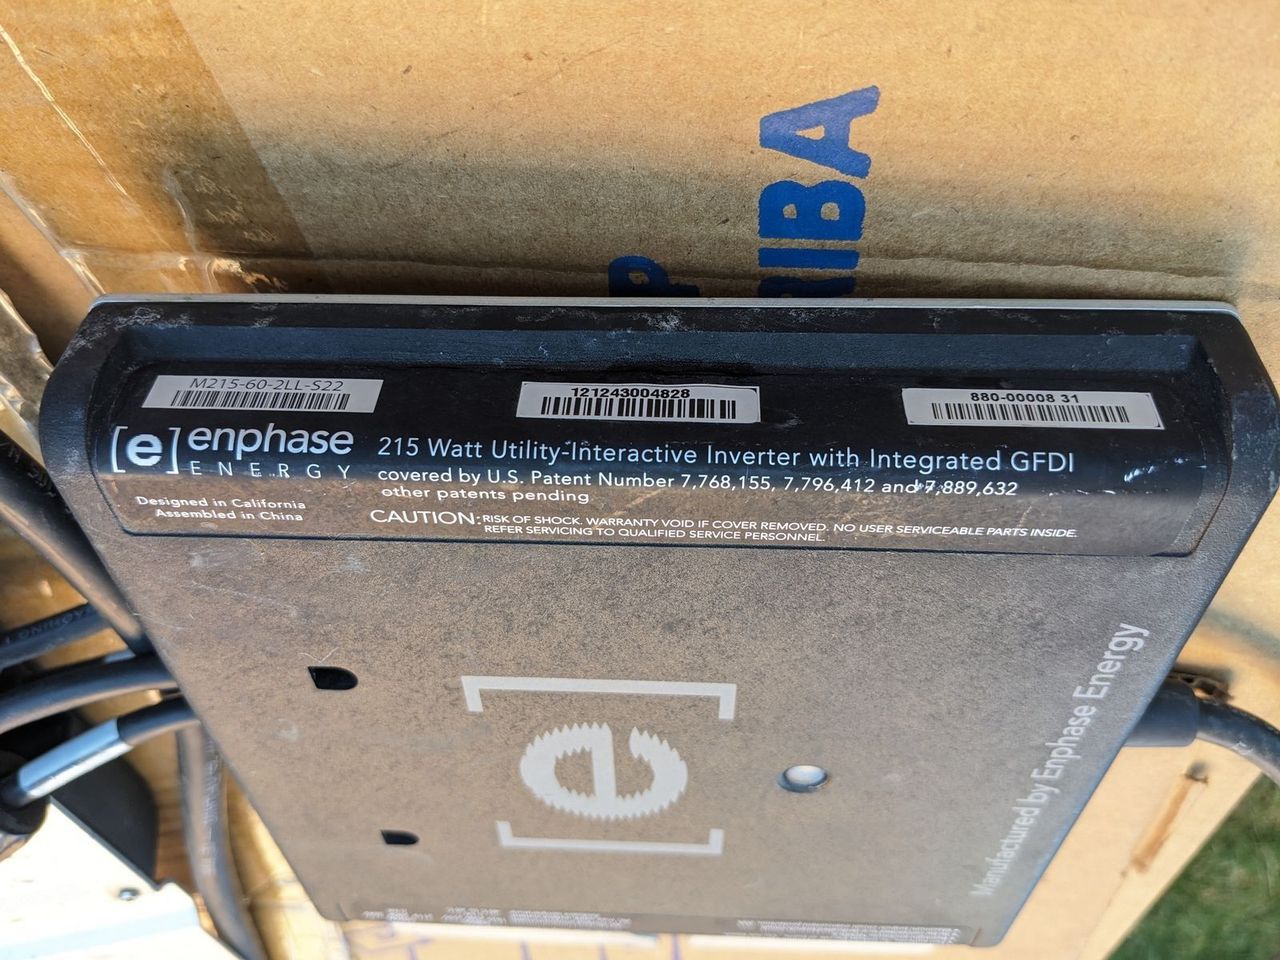 ARRIBA
P
M215-60-2LL-S22
121243004828
880-00008 31
[e] enphase
ENERGY
215 Watt Utility-Interactive Inverter with Integrated GFDI
covered by U.S. Patent Number 7,768,155, 7,796,412 and 7,889,632
other patents pending
Designed in California
Assembled in China
CAUTION: RISK OF SHOCK. WARRANTY VOID IF COVER REMOVED. NO USER SERVICEABLE PARTS INSIDE.
REFER SERVICING TO QUALIFIED SERVICE PERSONNEL.
[e]
Manufactured by Enphase Energy